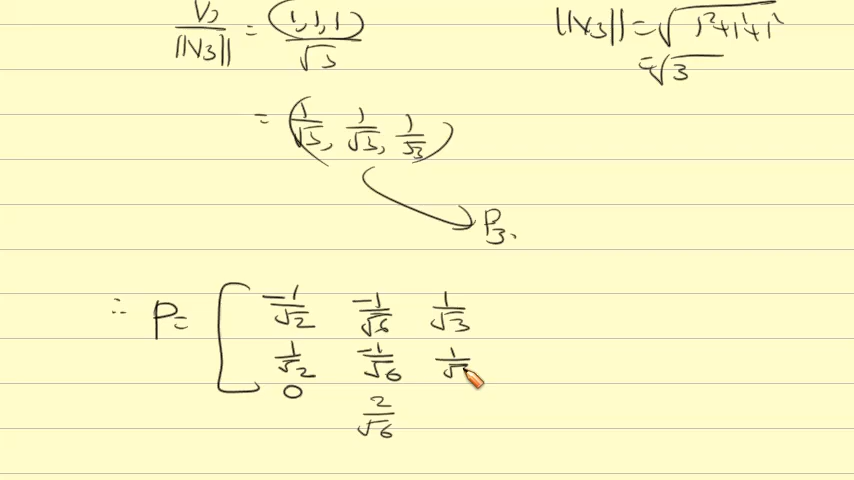 V₃/||V3|| = (1,1,1)/√3
||V3|| = √1²+1²+1²
= √3
= (1/√3, 1/√3, 1/√3)
P3.
∴ P= [ -1/√2 -1/√6 1/√3
1/√2 -1/√6 1/√
0 2/√6